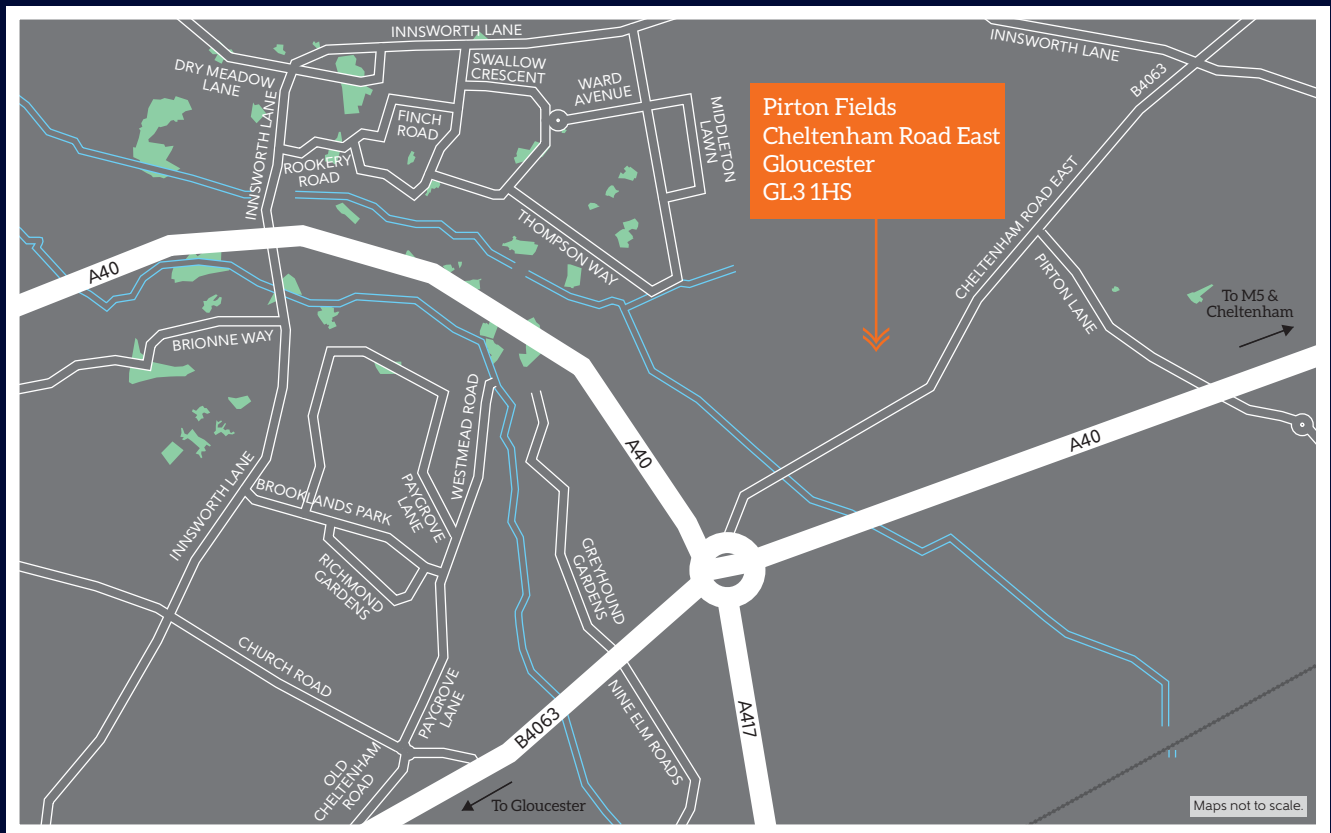 INNSWORTH LANE
INNSWORTH LANE
DRY MEADOW
LANE
SWALLOW
CRESCENT
WARD
AVENUE
B4063
FINCH
ROAD
MIDDLETON
LAWN
Pirton Fields
Cheltenham Road East
Gloucester
GL3 1HS
INNSWORTH LANE
ROOKERY
ROAD
THOMPSON WAY
CHELTENHAM ROAD EAST
PIRTON LANE
A40
To M5 &
Cheltenham
BRIONNE WAY
WESTMEAD ROAD
A40
A40
PAYGROVE
LANE
BROOKLANDS PARK
INNSWORTH LANE
RICHMOND
GARDENS
GREYHOUND
GARDENS
CHURCH ROAD
PAYGROVE
LANE
NINE ELM ROADS
A417
B4063
OLD
CHELTENHAM
ROAD
To Gloucester
Maps not to scale.